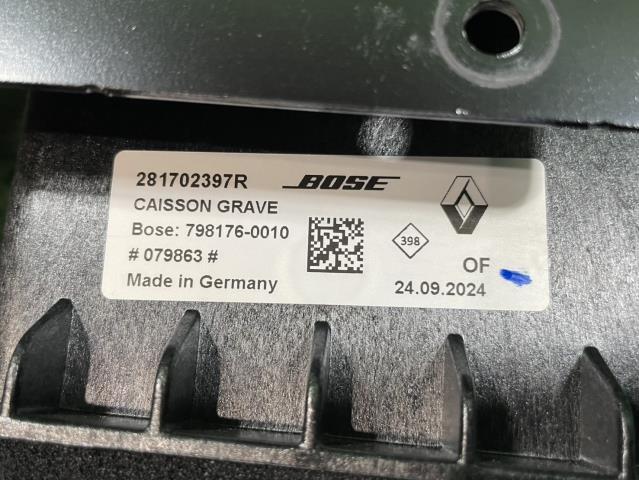 281702397R BOSE
CAISSON GRAVE
Bose: 798176-0010
398
# 079863 #
OF
Made in Germany
24.09.2024